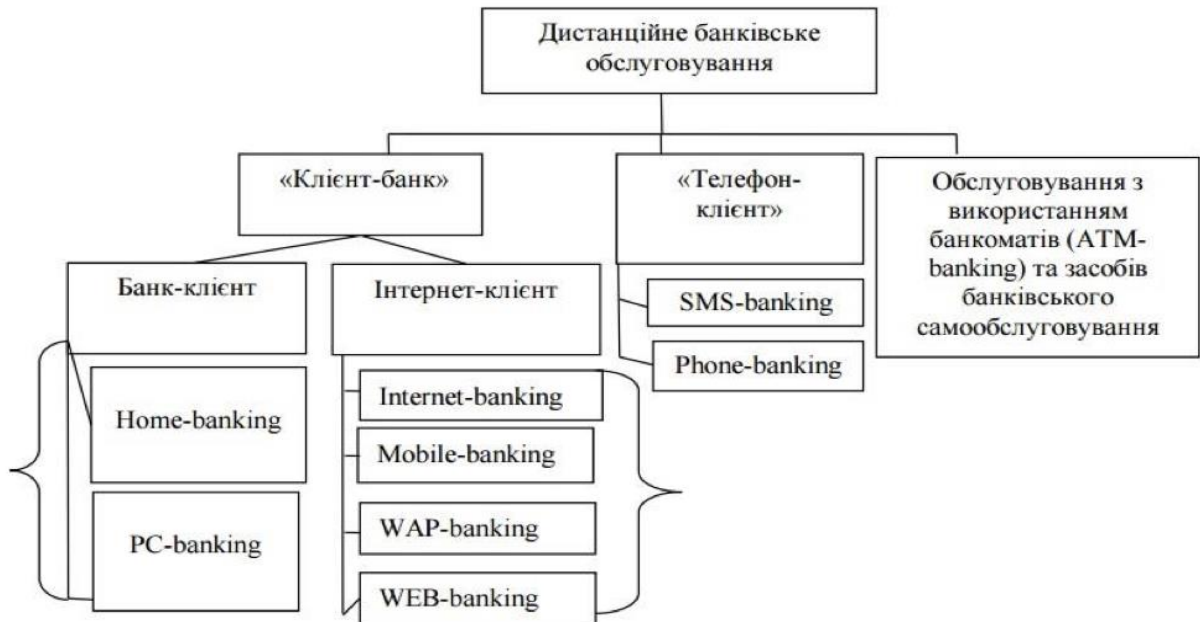 Дистанційне банківське
обслуговування
«Клієнт-банк»
«Телефон-
клієнт»
Обслуговування з
використанням
банкоматів (ATM-
banking) та засобів
банківського
самообслуговування
Банк-клієнт
Інтернет-клієнт
SMS-banking
Phone-banking
Home-banking
PC-banking
Internet-banking
Mobile-banking
WAP-banking
WEB-banking